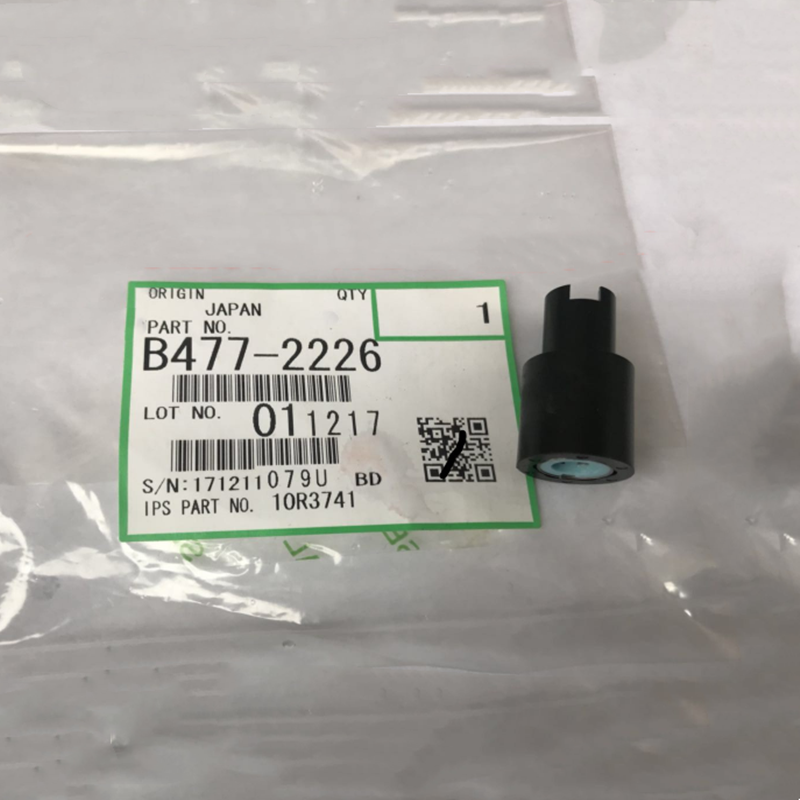 ORIGIN QTY
JAPAN
1
PART NO.
B477-2226
LOT NO. 011217
S/N:171211079U BD
IPS PART NO. 10R3741